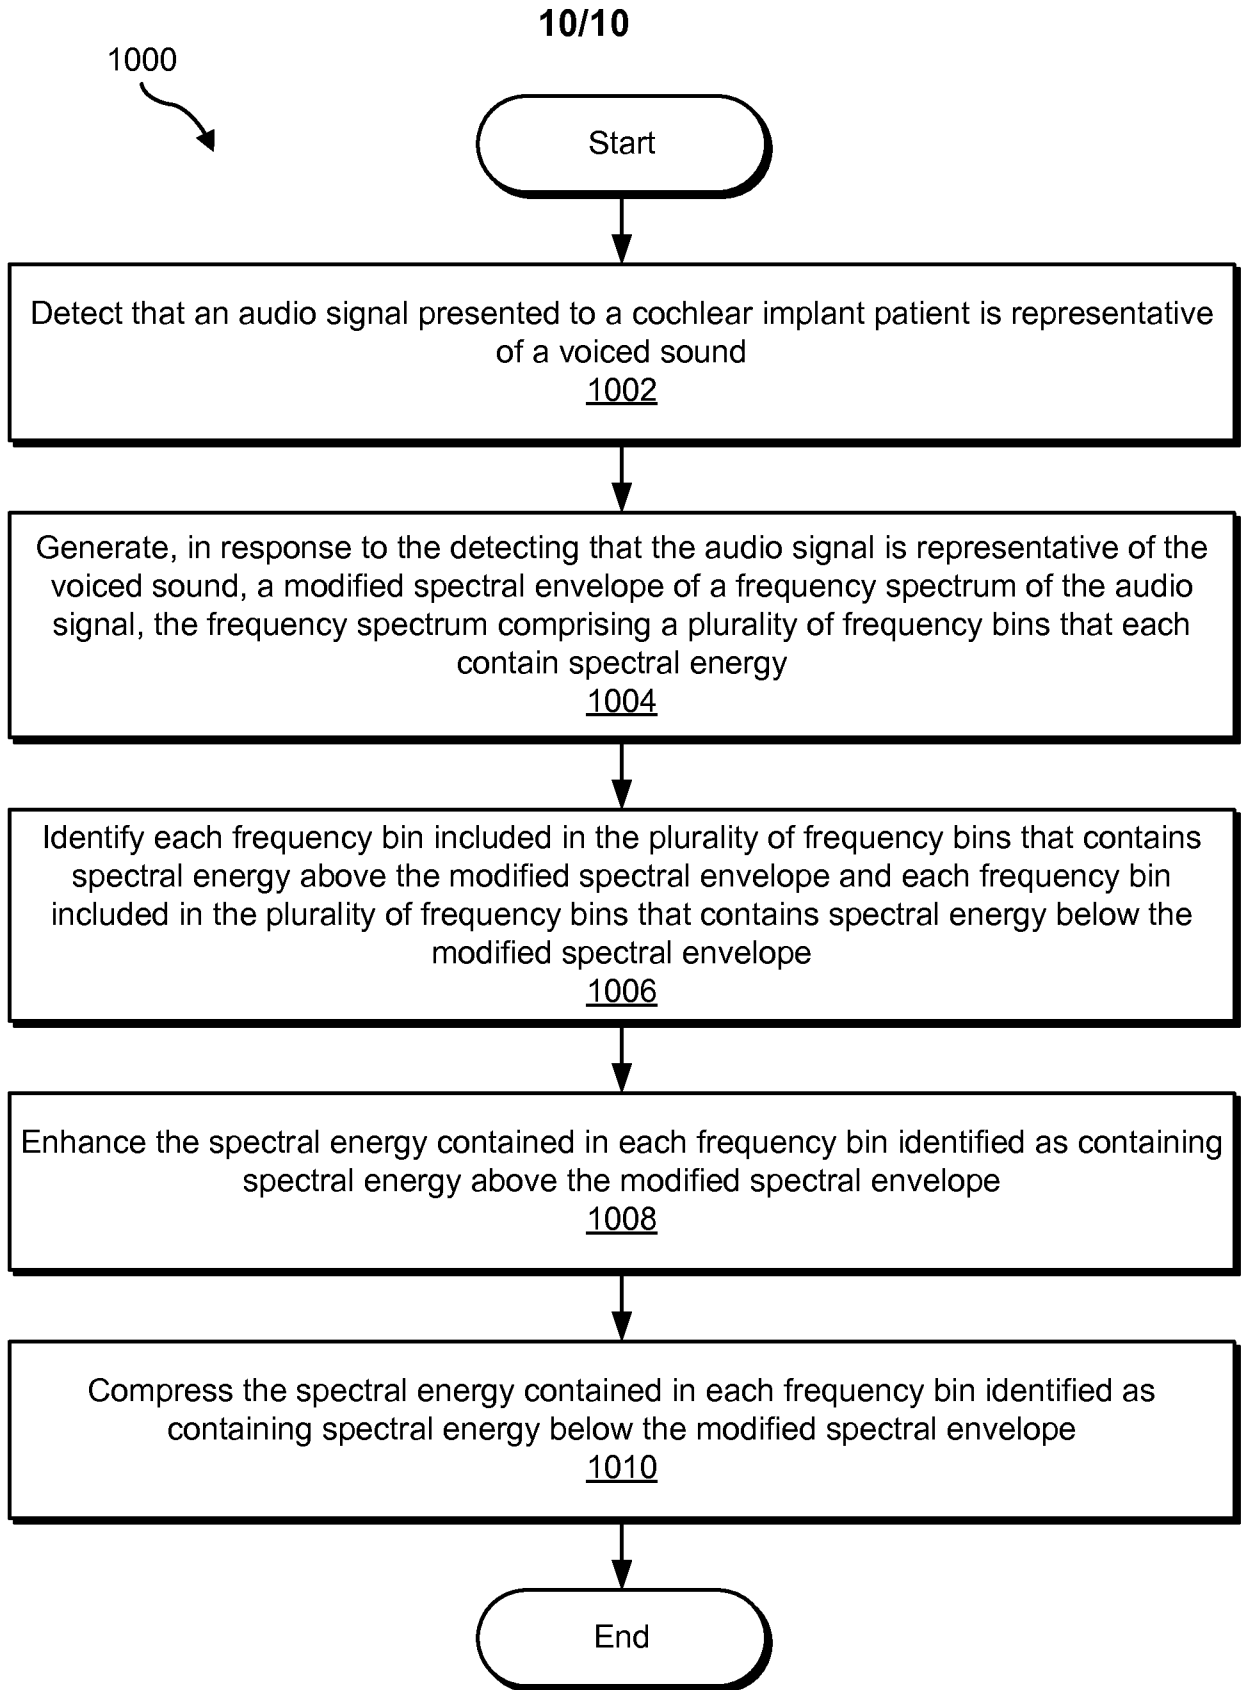 10/10
1000
Start
Detect that an audio signal presented to a cochlear implant patient is representative
of a voiced sound
1002
Generate, in response to the detecting that the audio signal is representative of the
voiced sound, a modified spectral envelope of a frequency spectrum of the audio
signal, the frequency spectrum comprising a plurality of frequency bins that each
contain spectral energy
1004
Identify each frequency bin included in the plurality of frequency bins that contains
spectral energy above the modified spectral envelope and each frequency bin
included in the plurality of frequency bins that contains spectral energy below the
modified spectral envelope
1006
Enhance the spectral energy contained in each frequency bin identified as containing
spectral energy above the modified spectral envelope
1008
Compress the spectral energy contained in each frequency bin identified as
containing spectral energy below the modified spectral envelope
1010
End